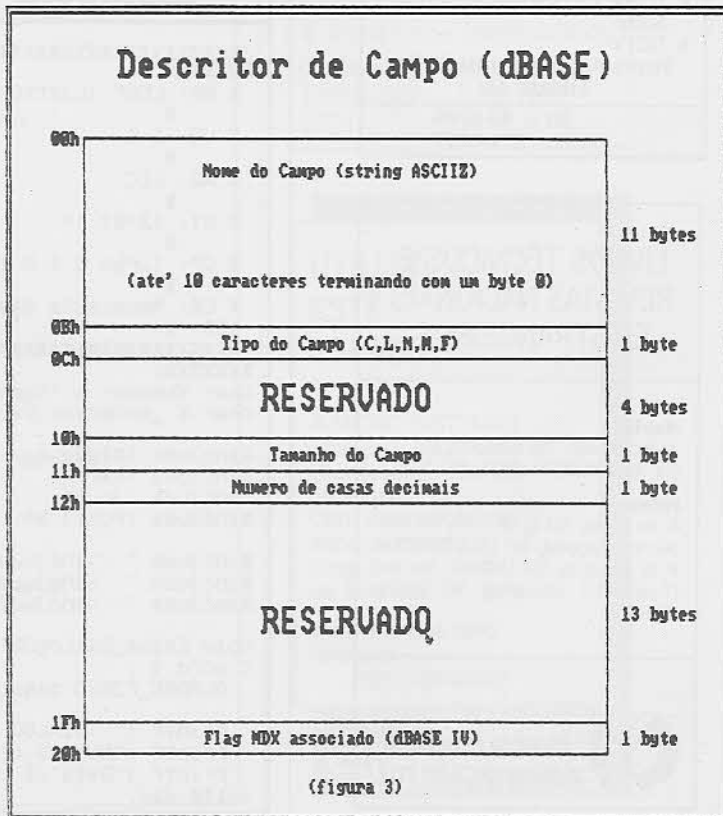 Descritor de Campo (dBASE)
00h
Nome do Campo (string ASCIIZ)
11 bytes
(ate' 10 caracteres terminando com um byte 0)
0Bh
Tipo do Campo (C,L,N,M,F)
1 byte
0Ch
RESERVADO
4 bytes
10h
Tamanho do Campo
1 byte
11h
Numero de casas decimais
1 byte
12h
RESERVADO
13 bytes
1Fh
Flag MDX associado (dBASE IV)
1 byte
20h
(figura 3)